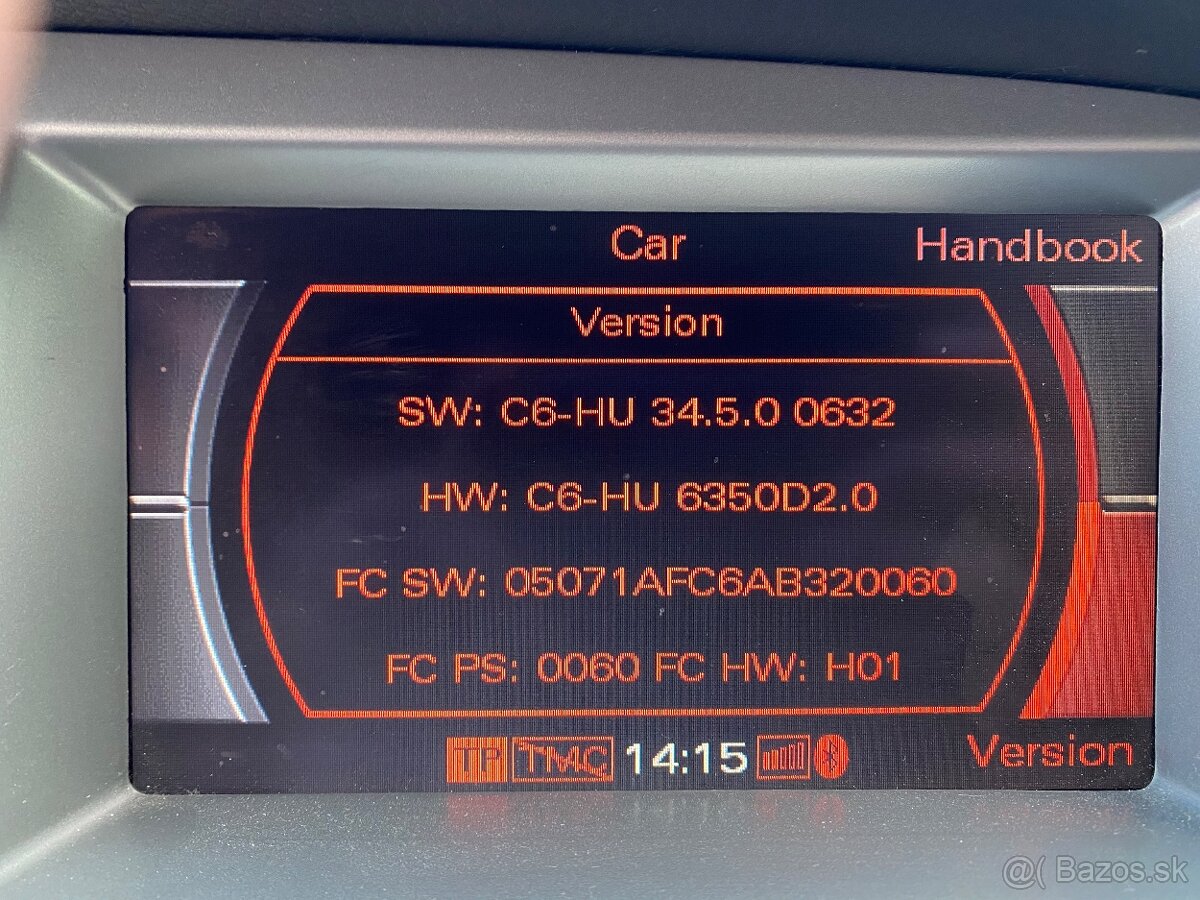 Car
Handbook
Version
SW: C6-HU 34.5.0 0632
HW: C6-HU 6350D2.0
FC SW: 05071AFC6AB320060
FC PS: 0060 FC HW: H01
TP TMC 14:15
Version
@( Bazos.sk